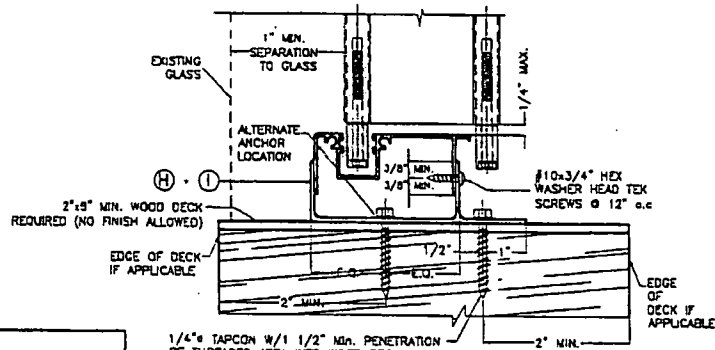 1" MIN.
SEPARATION
TO GLASS
EXISTING
GLASS
1/4" MAX.
ALTERNATE
ANCHOR
LOCATION
3/8" MIN.
3/8" MIN.
H · I
#10x3/4" HEX
WASHER HEAD TEK
SCREWS @ 12" o.c
2"x9" MIN. WOOD DECK
REQUIRED (NO FINISH ALLOWED)
EDGE OF DECK
IF APPLICABLE
1/2"
1"
E.Q.
E.Q.
2" MIN.
EDGE
OF
DECK IF
APPLICABLE
1/4"ø TAPCON W/1 1/2" Min. PENETRATION
2" MIN.